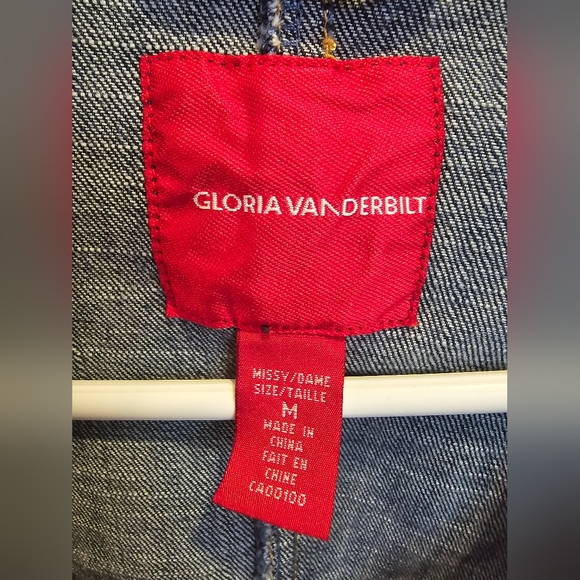 GLORIA VANDERBILT
MISSY/DAME
SIZE/TAILLE
M
MADE IN
CHINA
FAIT EN
CHINE
CA00100